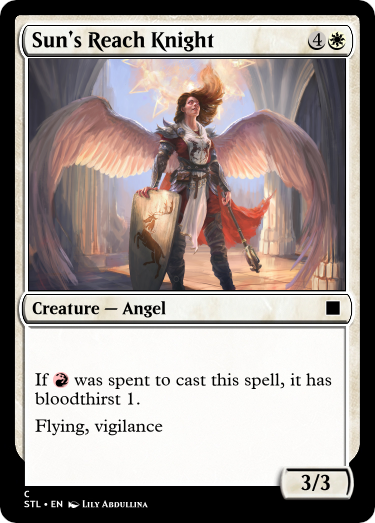 Sun's Reach Knight 4
Creature — Angel
If R was spent to cast this spell, it has
bloodthirst 1.
Flying, vigilance
3/3
C
STL • EN Lily Abdullina